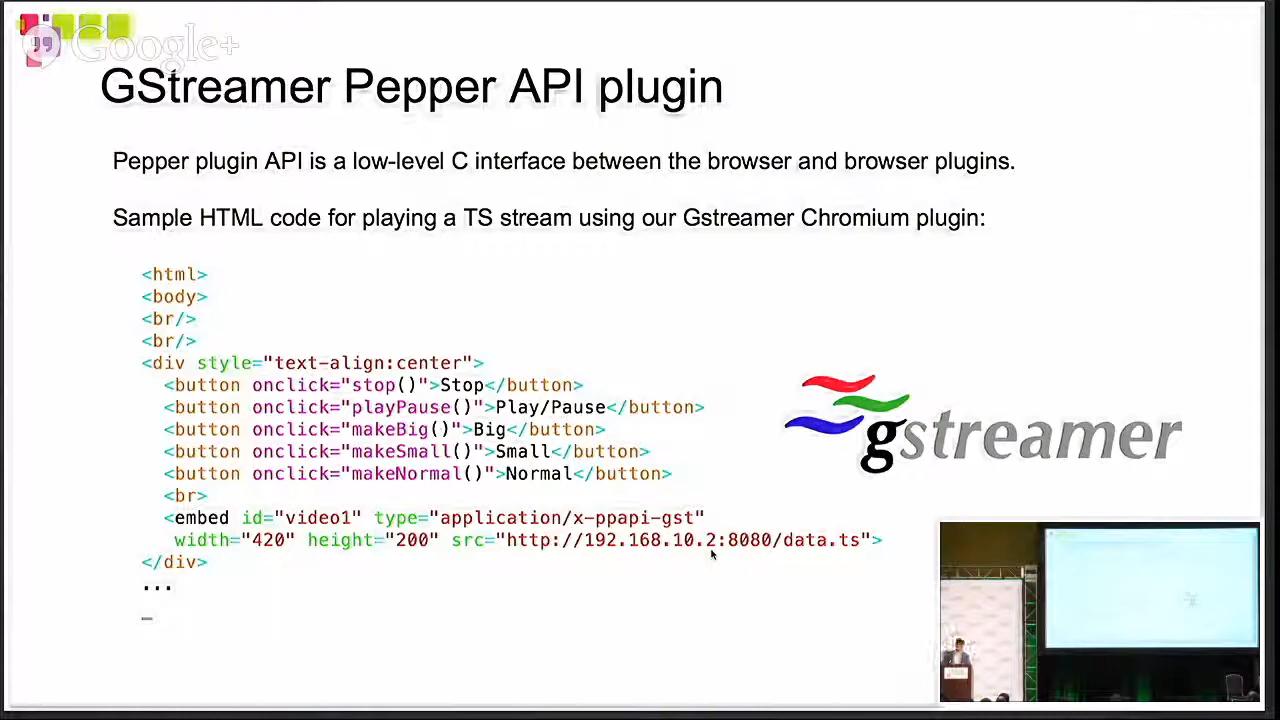 Google+
GStreamer Pepper API plugin
Pepper plugin API is a low-level C interface between the browser and browser plugins.
Sample HTML code for playing a TS stream using our Gstreamer Chromium plugin:
<html>
<body>
<br/>
<br/>
<div style="text-align:center">
<button onclick="stop()">Stop</button>
<button onclick="playPause()">Play/Pause</button>
<button onclick="makeBig()">Big</button>
<button onclick="makeSmall()">Small</button>
<button onclick="makeNormal()">Normal</button>
<br>
<embed id="video1" type="application/x-ppapi-gst"
width="420" height="200" src="http://192.168.10.2:8080/data.ts">
</div>
...
_
gstreamer